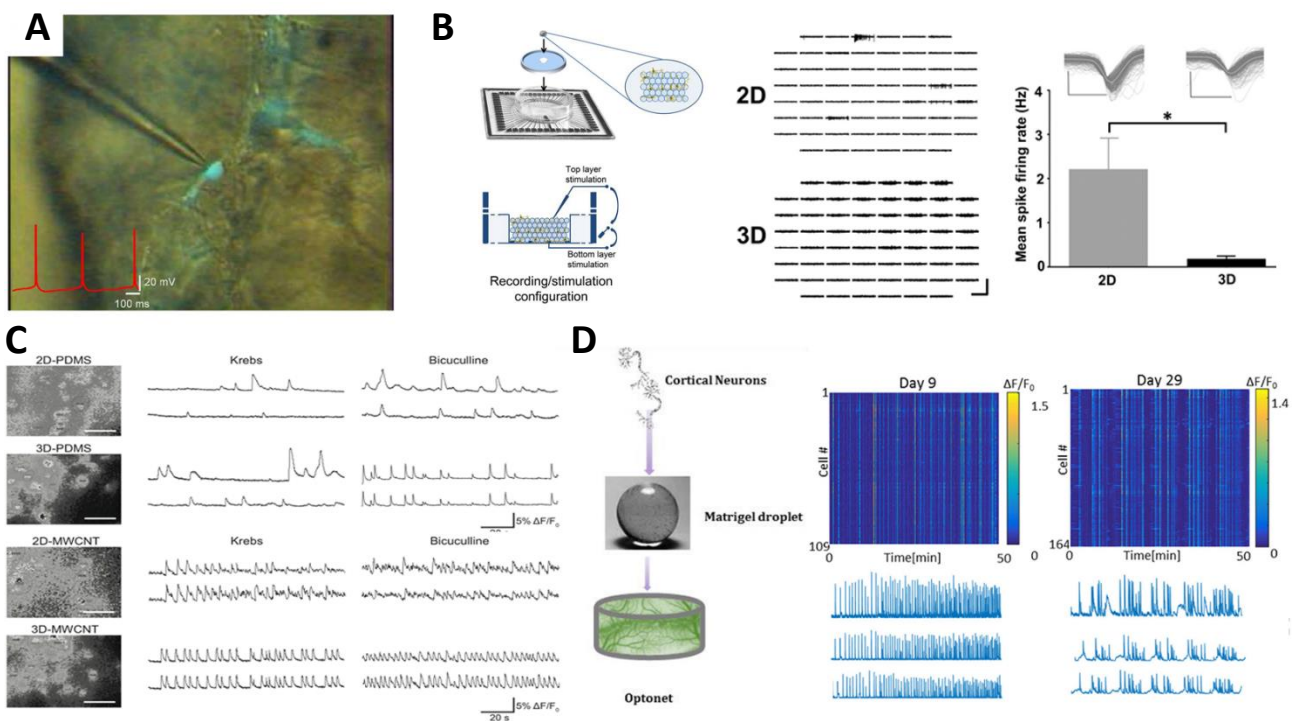 A
20 mV
100 ms
B
Top layer
stimulation
Bottom layer
stimulation
Recording/stimulation
configuration
2D
3D
Mean spike firing rate (Hz)
4
3
2
1
0
*
2D
3D
C
2D-PDMS
Krebs
Bicuculline
3D-PDMS
5% ΔF/F₀
2D-MWCNT
Krebs
Bicuculline
3D-MWCNT
5% ΔF/F₀
20 s
D
Cortical Neurons
Matrigel droplet
Optonet
Day 9
ΔF/F₀
1
1.5
Cell #
109
0
0
Time[min]
50
Day 29
ΔF/F₀
1
1.4
Cell #
164
0
0
Time[min]
50